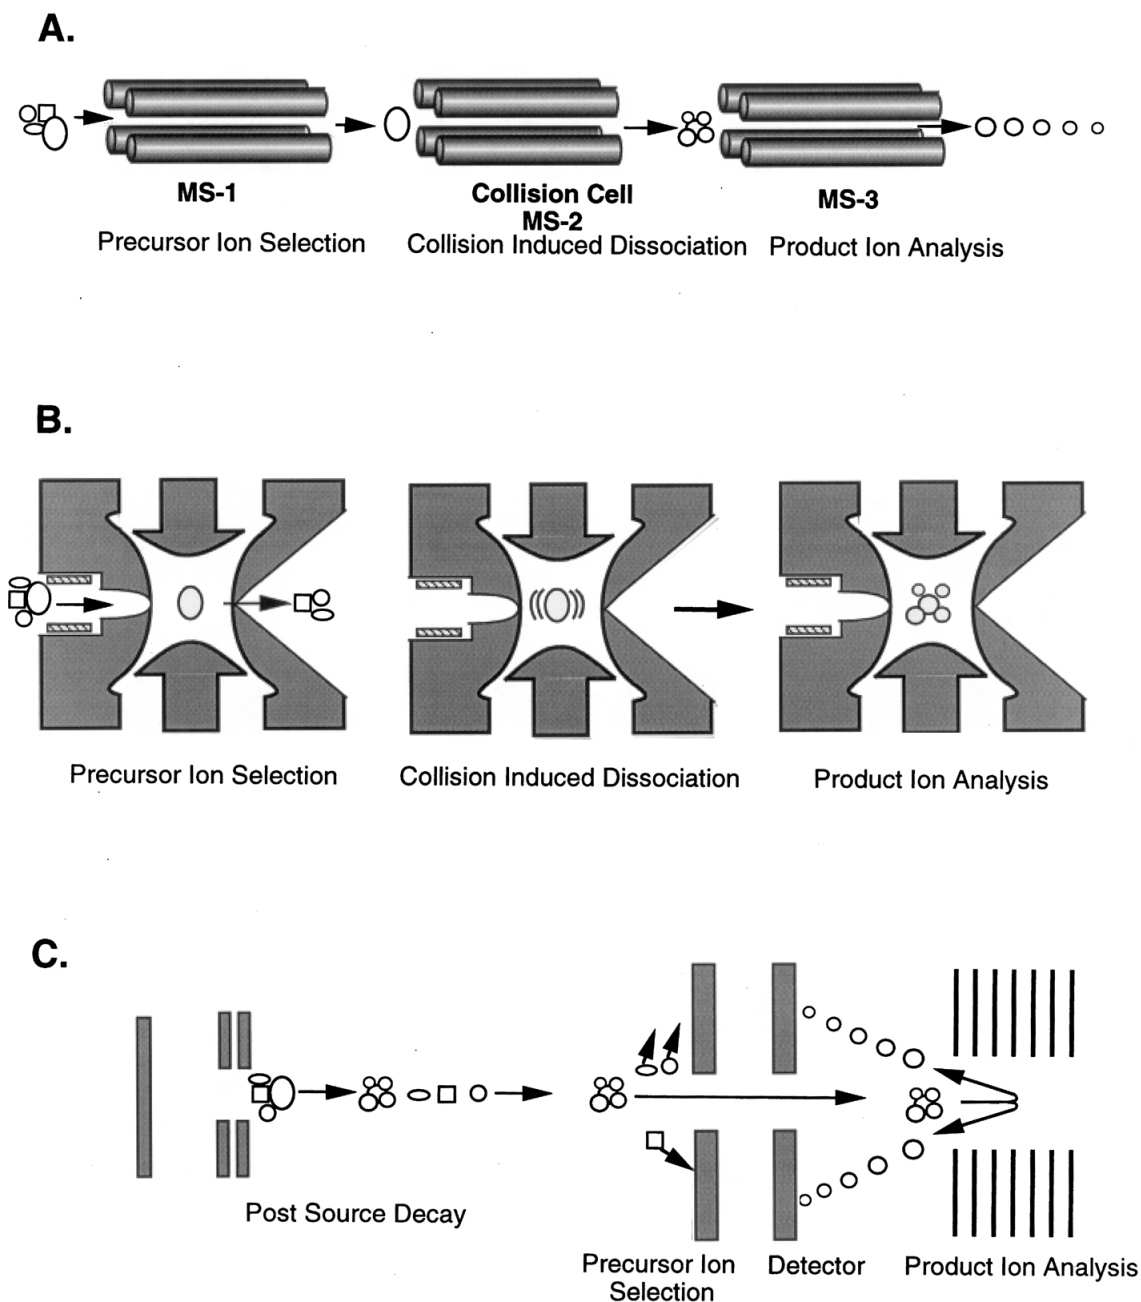 A.
MS-1
Precursor Ion Selection
Collision Cell
MS-2
Collision Induced Dissociation
MS-3
Product Ion Analysis
B.
Precursor Ion Selection
Collision Induced Dissociation
Product Ion Analysis
C.
Post Source Decay
Precursor Ion
Selection
Detector
Product Ion Analysis